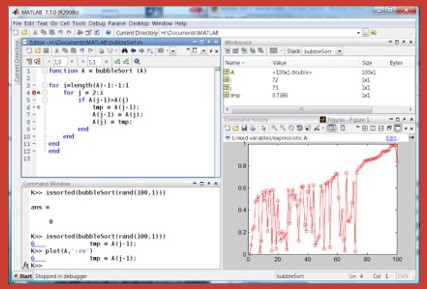 MATLAB 7.7.0 (R2008b)
File Edit Text Go Cell Tools Debug Parallel Desktop Window Help
Current Directory: H:\Documents\MATLAB
Current Directory
Editor - H:\Documents\MATLAB\bubbleSort.m
- 1.0 + ÷ 1.1 ×
1 function A = bubbleSort (A)
2
3 for i=length(A):-1:1
4 for j = 2:i
5 if A(j-1)>A(j)
6 tmp = A(j-1);
7 A(j-1) = A(j);
8 A(j) = tmp;
9 end
10 end
11 end
12 end
13
Workspace
Stack: bubbleSort
Name Value Size Bytes
A <100x1 double> 100x1
i 72 1x1
j 73 1x1
tmp 0.7386 1x1
Command History
Figures - Figure 1
Linked variables/expressions: A Edit...
1
0.8
0.6
0.4
0.2
0
0 20 40 60 80 100
Command Window
K>> issorted(bubbleSort(rand(100,1)))
ans =
0
K>> issorted(bubbleSort(rand(100,1)))
6 tmp = A(j-1);
K>> plot(A,'-ro')
6 tmp = A(j-1);
fx K>>
Start Stopped in debugger bubbleSort Ln 4 Col 1 OVR